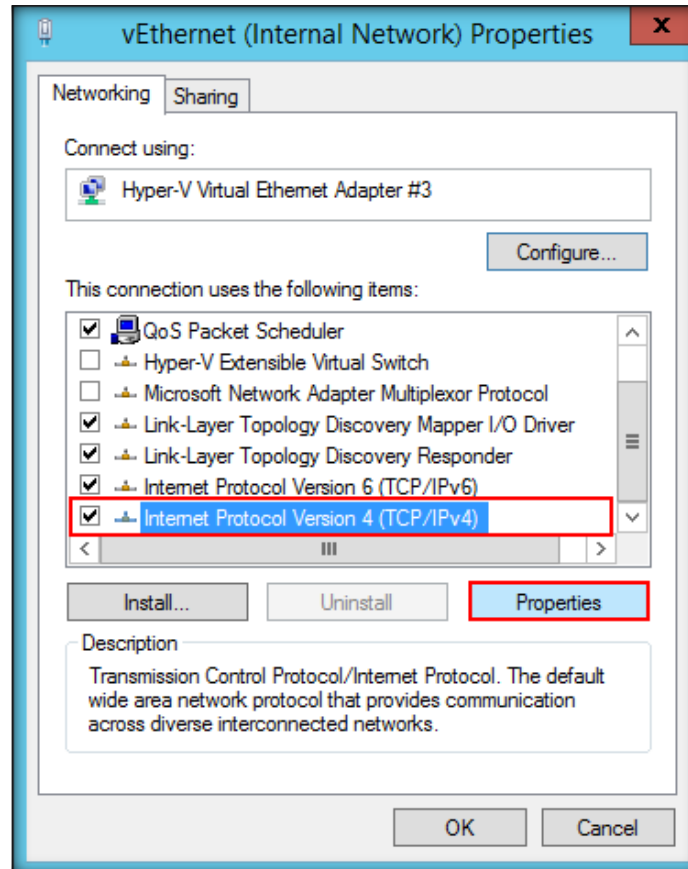 vEthernet (Internal Network) Properties
x
Networking
Sharing
Connect using:
Hyper-V Virtual Ethernet Adapter #3
Configure...
This connection uses the following items:
QoS Packet Scheduler
Hyper-V Extensible Virtual Switch
Microsoft Network Adapter Multiplexor Protocol
Link-Layer Topology Discovery Mapper I/O Driver
Link-Layer Topology Discovery Responder
Internet Protocol Version 6 (TCP/IPv6)
Internet Protocol Version 4 (TCP/IPv4)
Install...
Uninstall
Properties
Description
Transmission Control Protocol/Internet Protocol. The default
wide area network protocol that provides communication
across diverse interconnected networks.
OK
Cancel